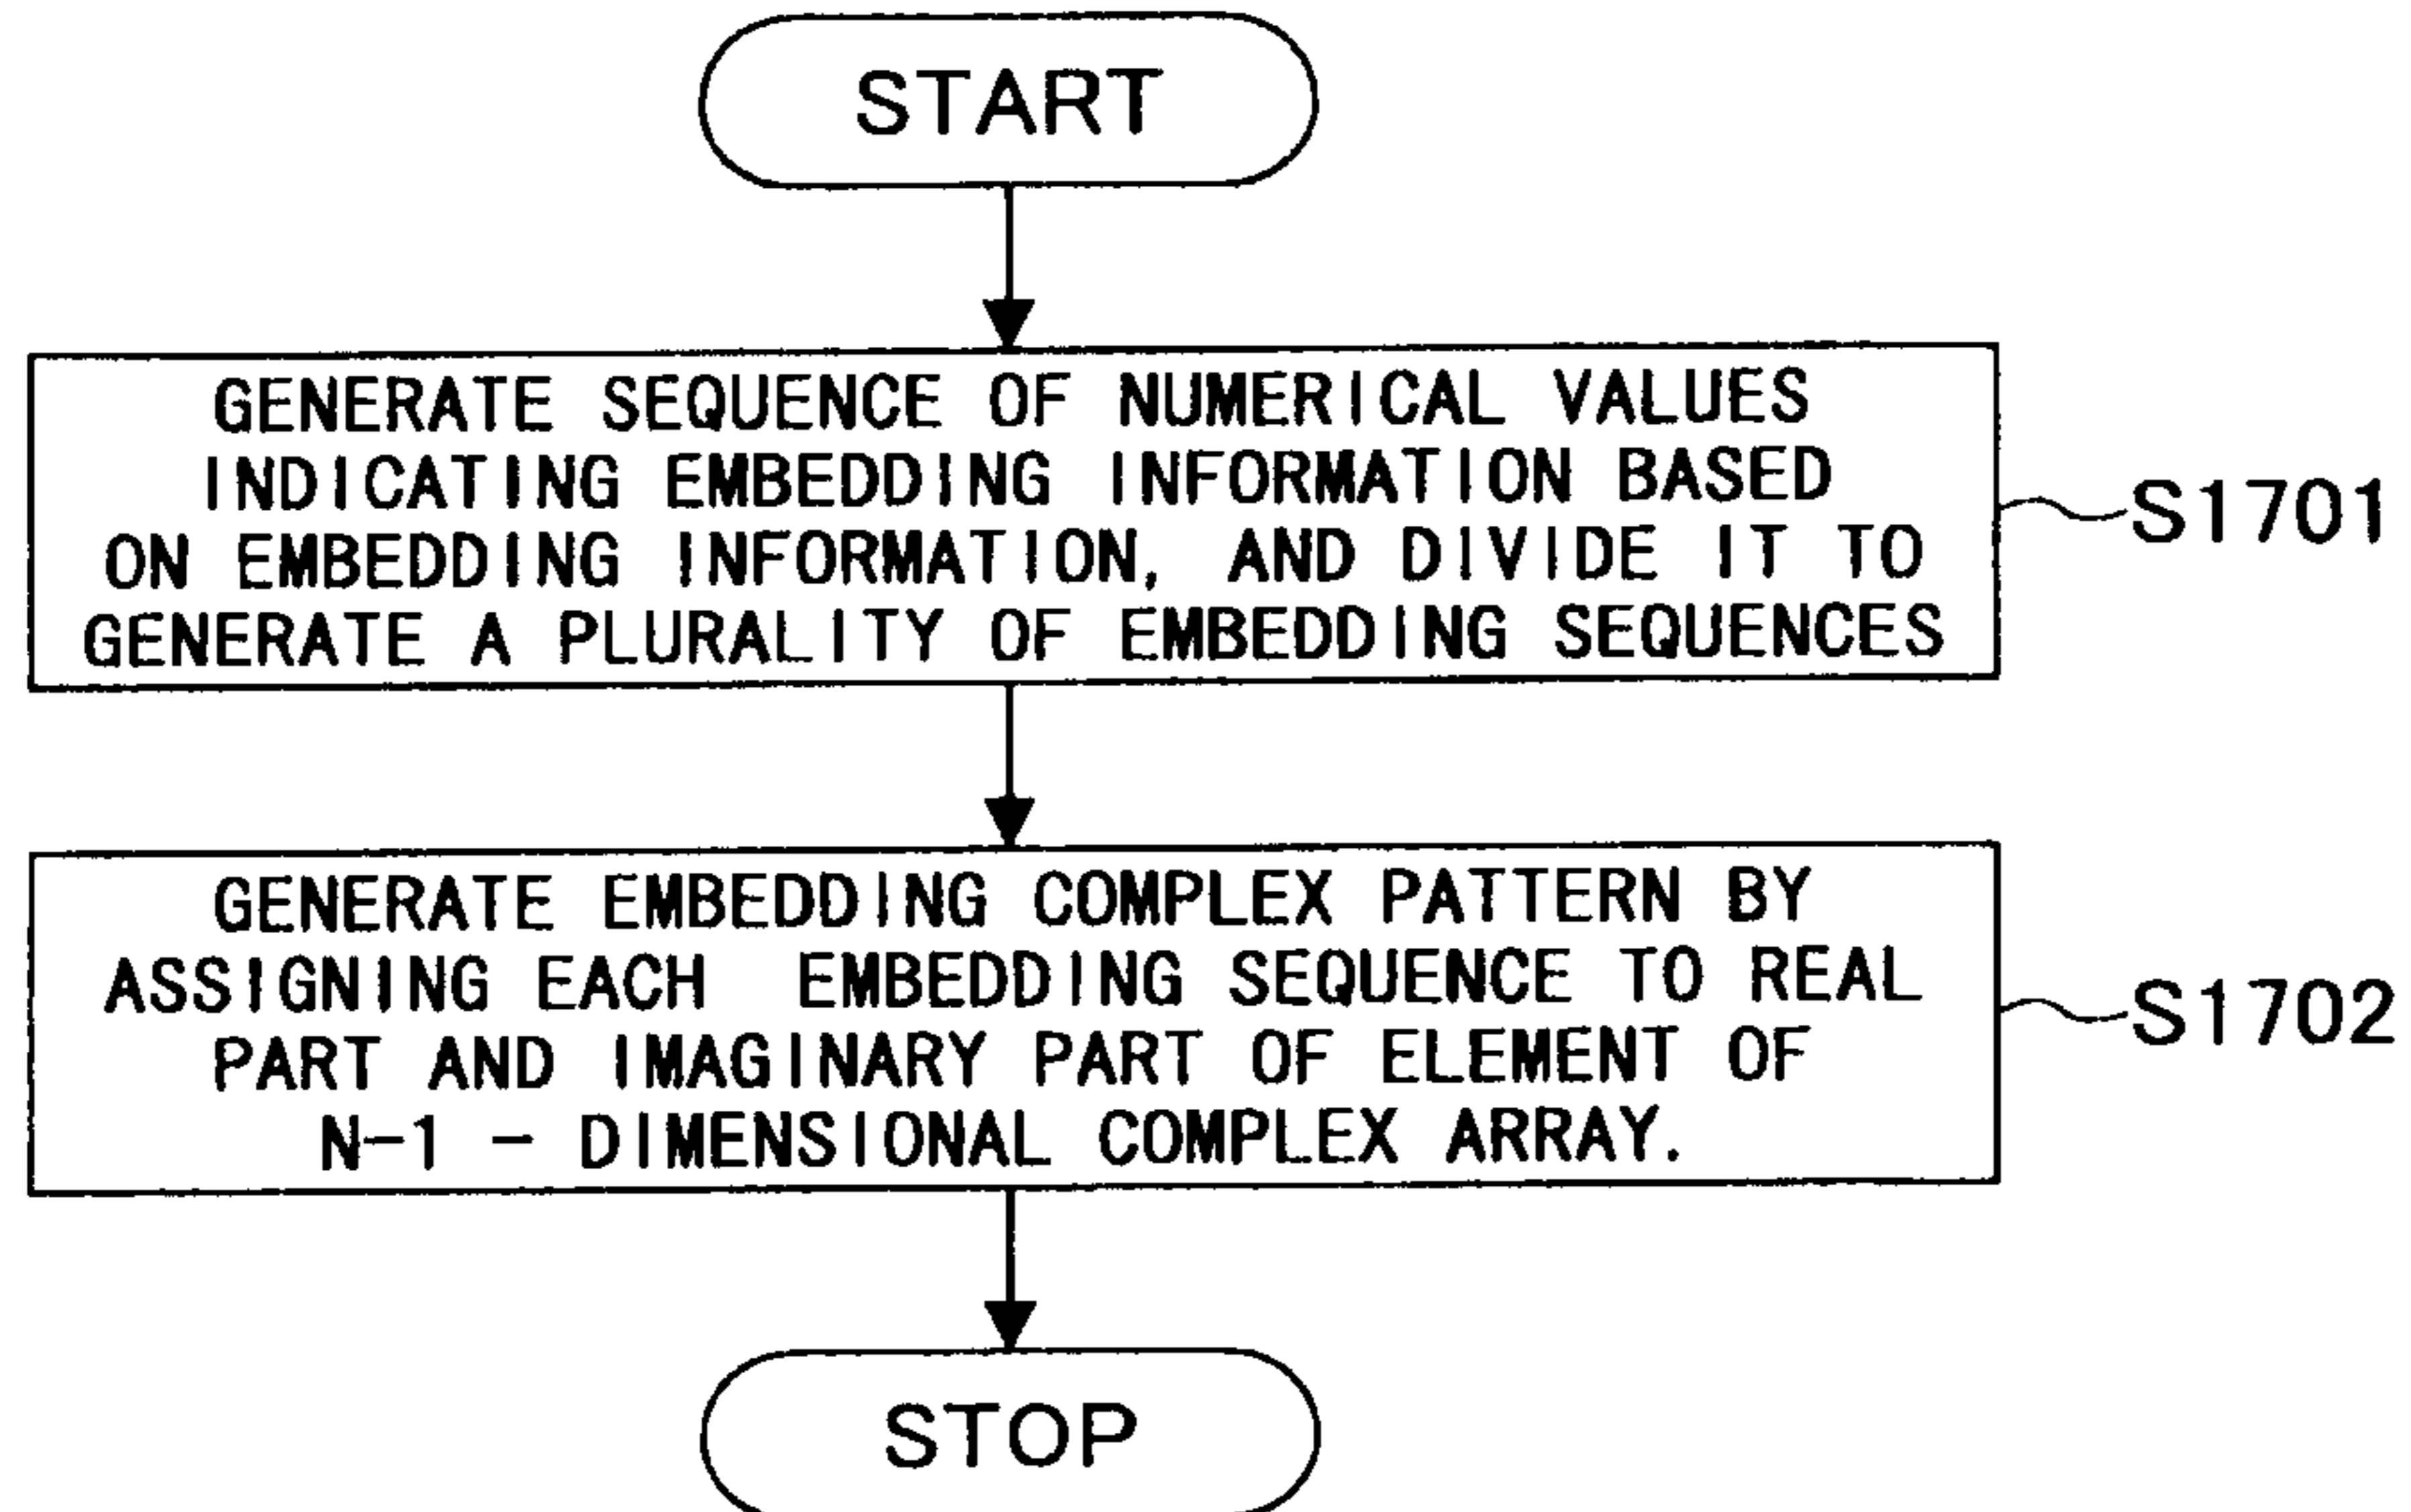 START
GENERATE SEQUENCE OF NUMERICAL VALUES
INDICATING EMBEDDING INFORMATION BASED
ON EMBEDDING INFORMATION, AND DIVIDE IT TO
GENERATE A PLURALITY OF EMBEDDING SEQUENCES
S1701
GENERATE EMBEDDING COMPLEX PATTERN BY
ASSIGNING EACH EMBEDDING SEQUENCE TO REAL
PART AND IMAGINARY PART OF ELEMENT OF
N-1 - DIMENSIONAL COMPLEX ARRAY.
S1702
STOP